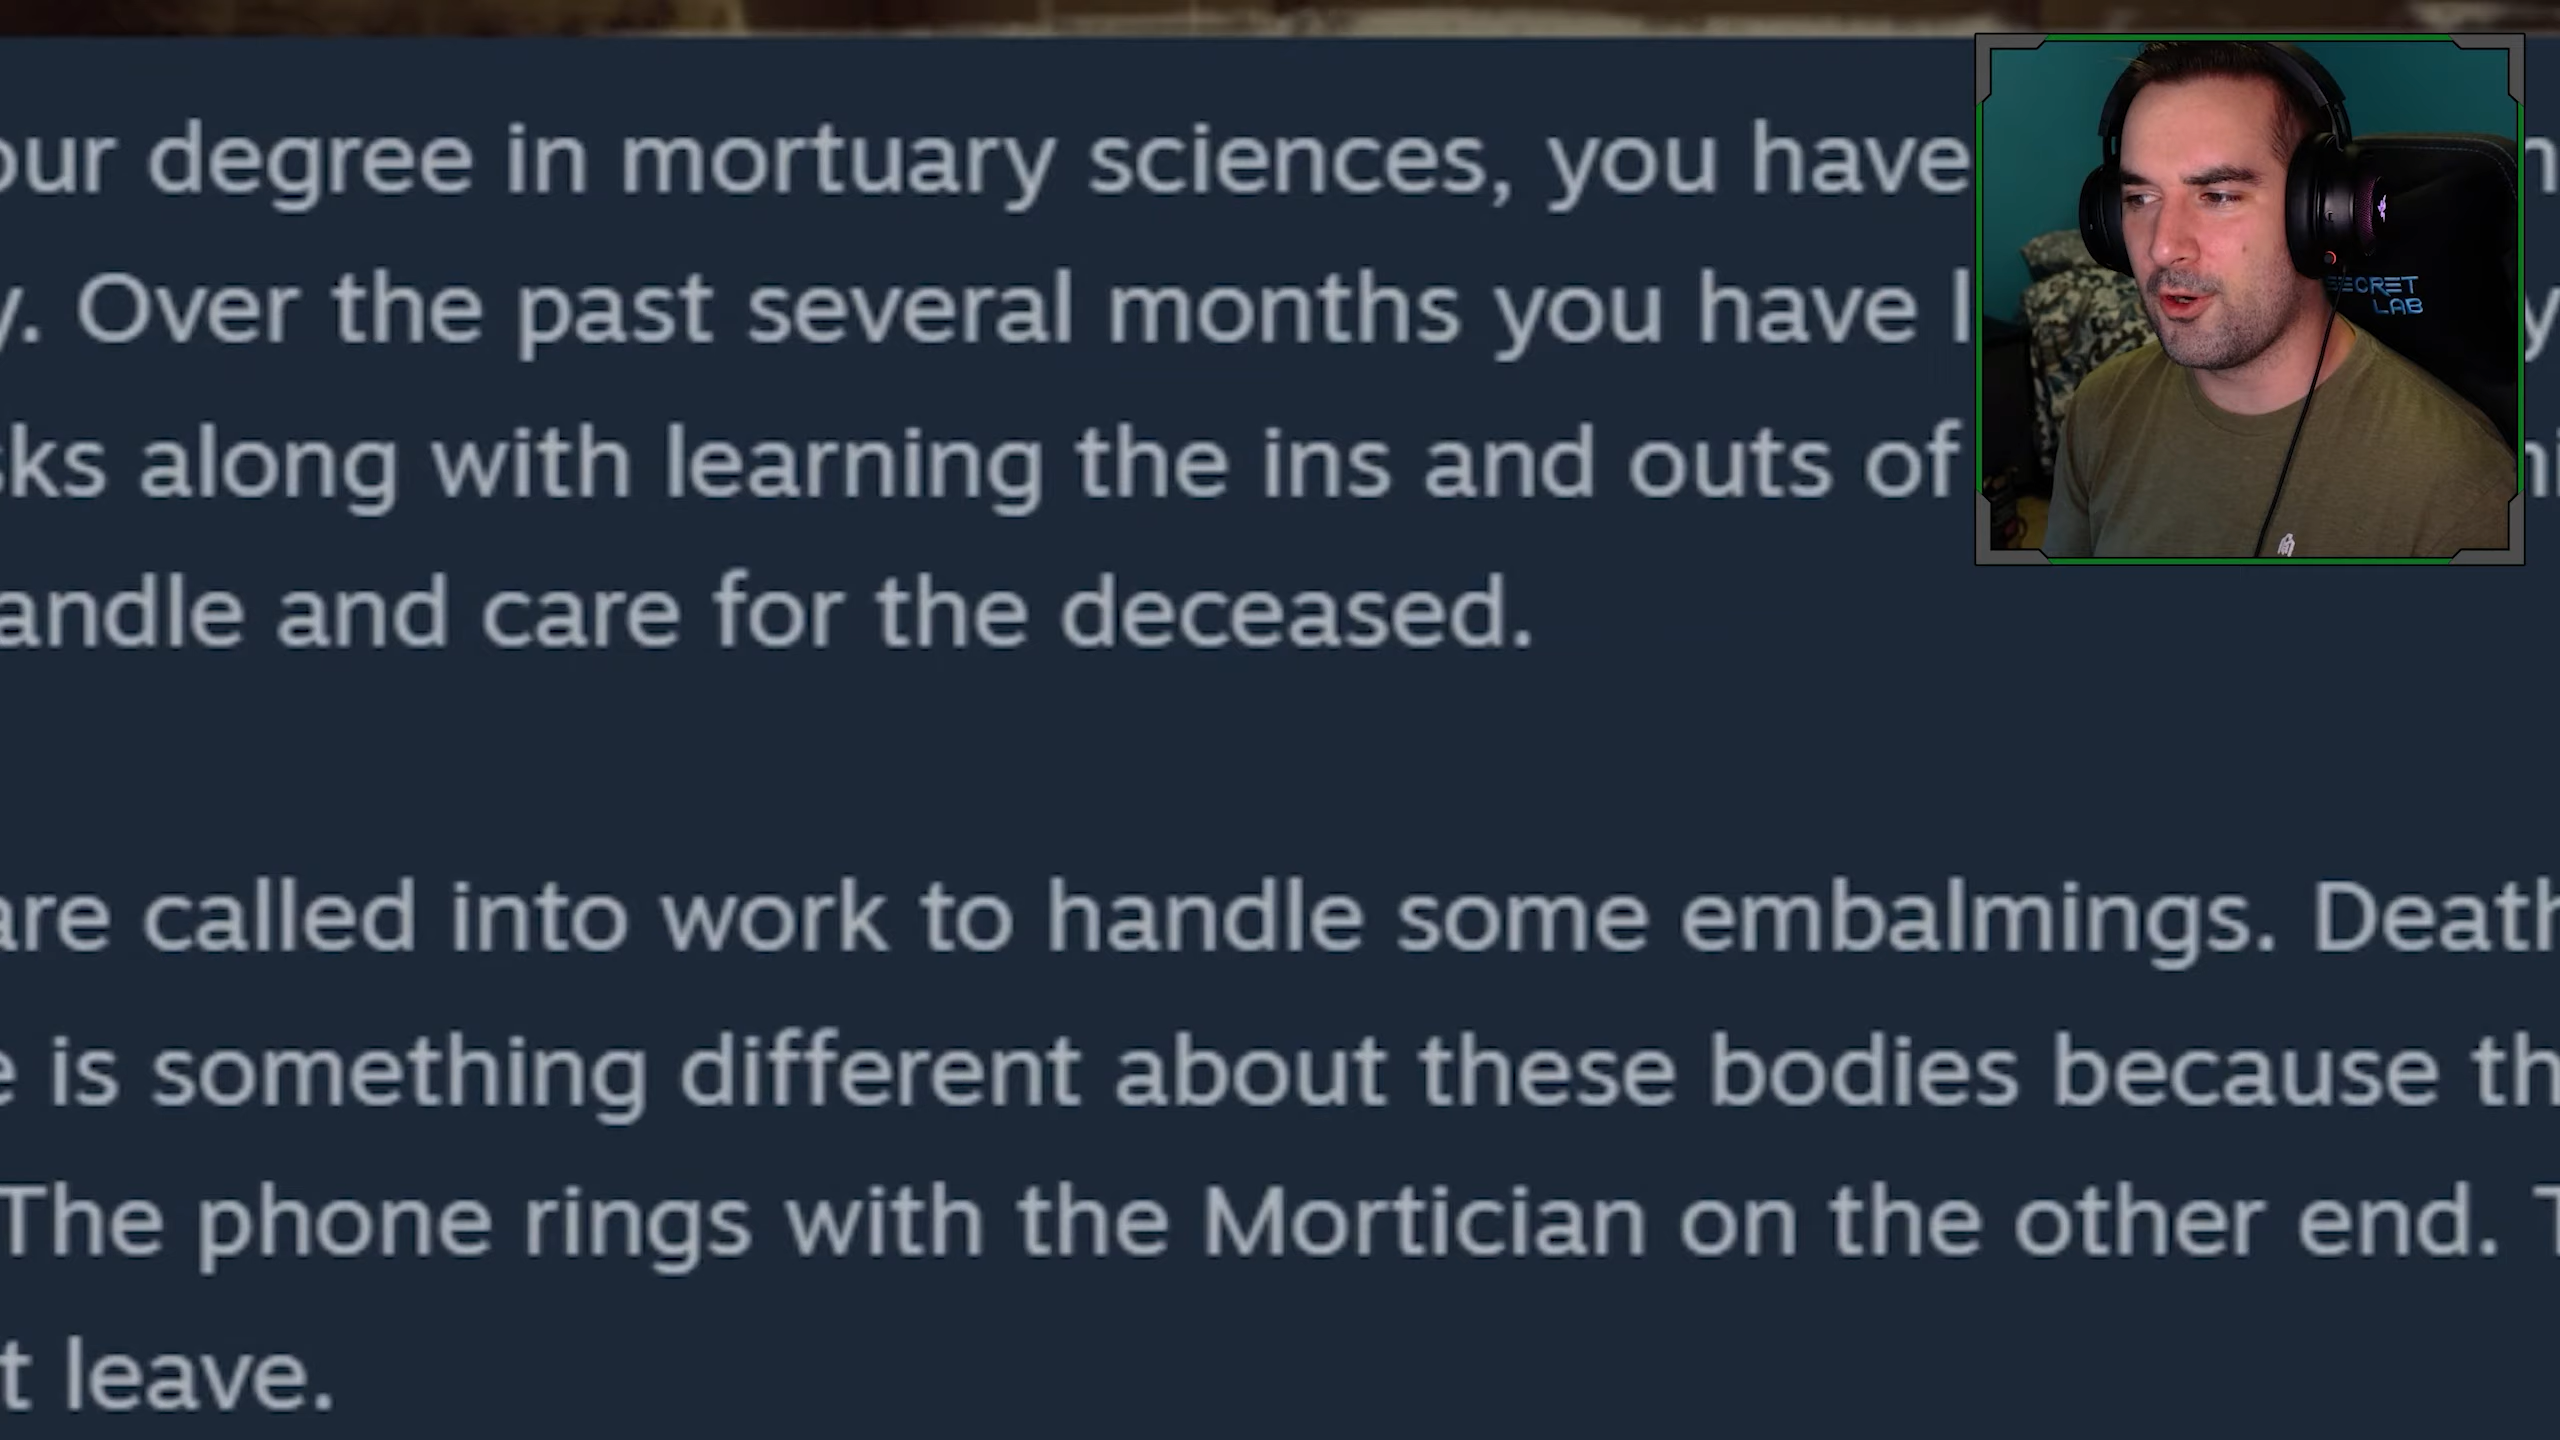 our degree in mortuary sciences, you have
y. Over the past several months you have
sks along with learning the ins and outs of
andle and care for the deceased.
are called into work to handle some embalmings. Death
e is something different about these bodies because th
The phone rings with the Mortician on the other end. T
t leave.
SECRET
LAB